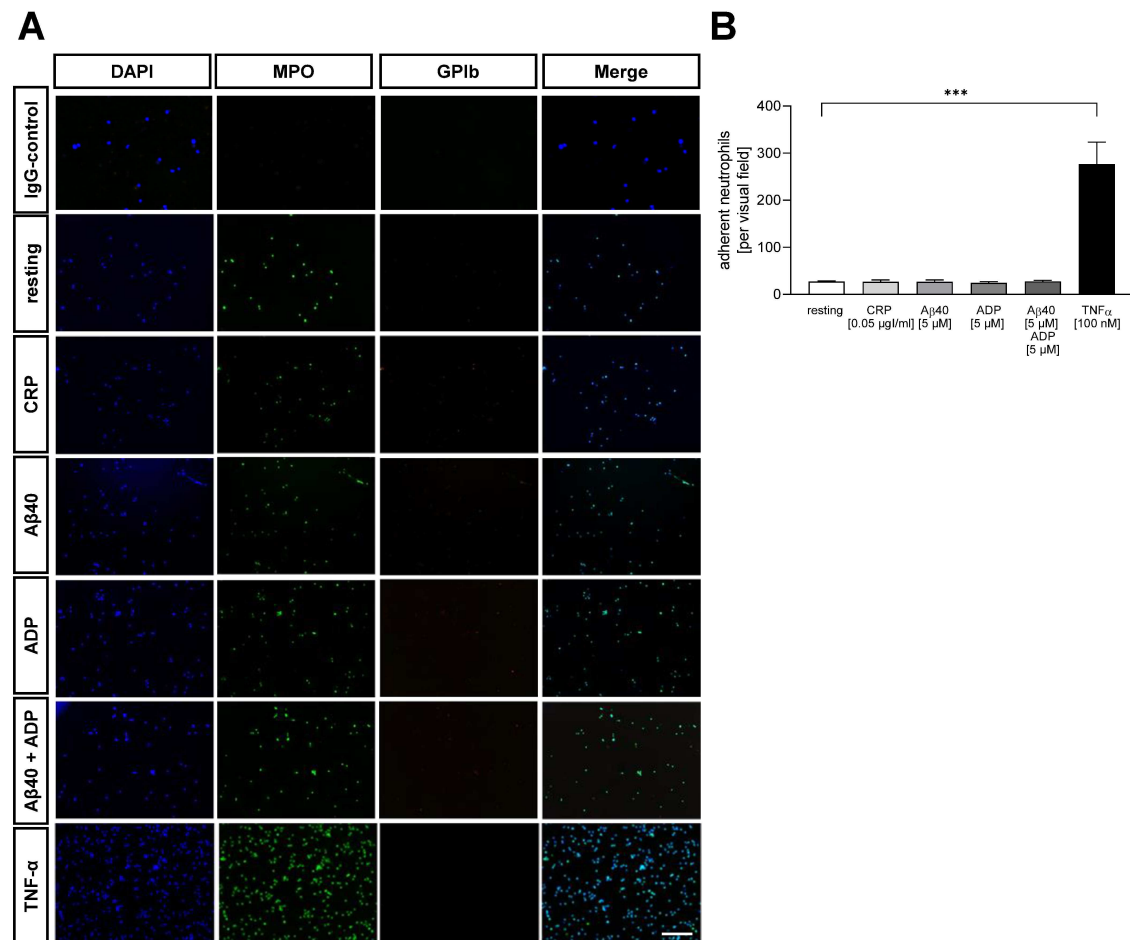 A
DAPI MPO GPIb Merge
IgG-control
resting
CRP
Aβ40
ADP
Aβ40 + ADP
TNF-α
B
***
adherent neutrophils
[per visual field]
400
300
200
100
0
resting CRP Aβ40 ADP Aβ40 TNFα
[0.05 µgl/ml] [5 µM] [5 µM] [5 µM] [100 nM]
ADP
[5 µM]